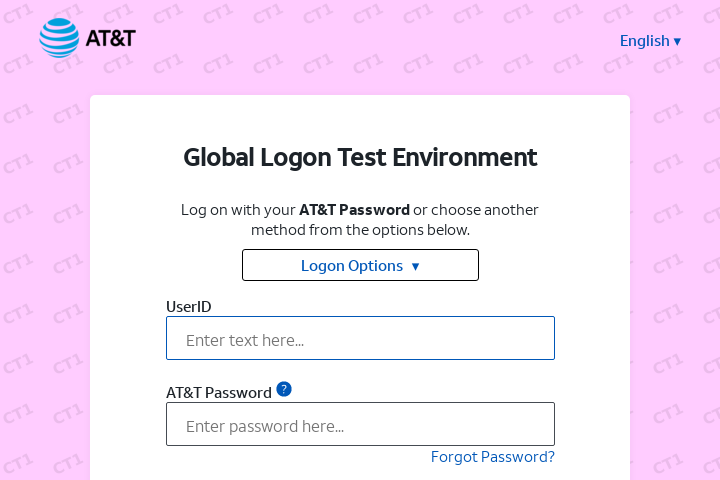 AT&T
English ▾
Global Logon Test Environment
Log on with your AT&T Password or choose another
method from the options below.
Logon Options ▾
UserID
Enter text here...
AT&T Password ?
Enter password here...
Forgot Password?
CT1